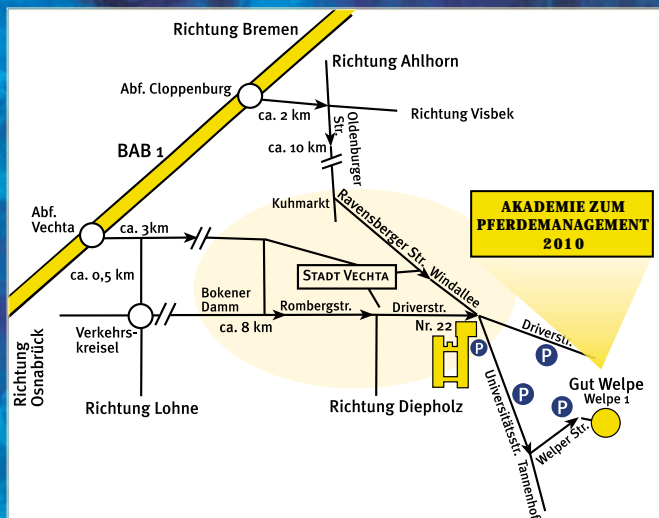 Richtung Bremen
Richtung Ahlhorn
Abf. Cloppenburg
Richtung Visbek
ca. 2 km
Oldenburger
Str.
BAB 1
ca. 10 km
Kuhmarkt
Ravensberger Str.
Windallee
AKADEMIE ZUM
PFERDEMANAGEMENT
2010
Abf.
Vechta
ca. 3km
ca. 0,5 km
STADT VECHTA
Bokener
Damm
Rombergstr.
Driverstr.
ca. 8 km
Nr. 22
Driverstr.
Verkehrs-
kreisel
P
P
P
P
Gut Welpe
Welpe 1
Richtung
Osnabrück
Richtung Lohne
Richtung Diepholz
Universitätsstr.
Welper Str.
Tannenhof